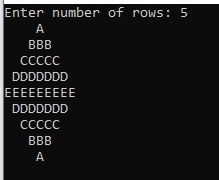 Enter number of rows: 5
    A
   BBB
  CCCCC
 DDDDDDD
EEEEEEEEE
 DDDDDDD
  CCCCC
   BBB
    A